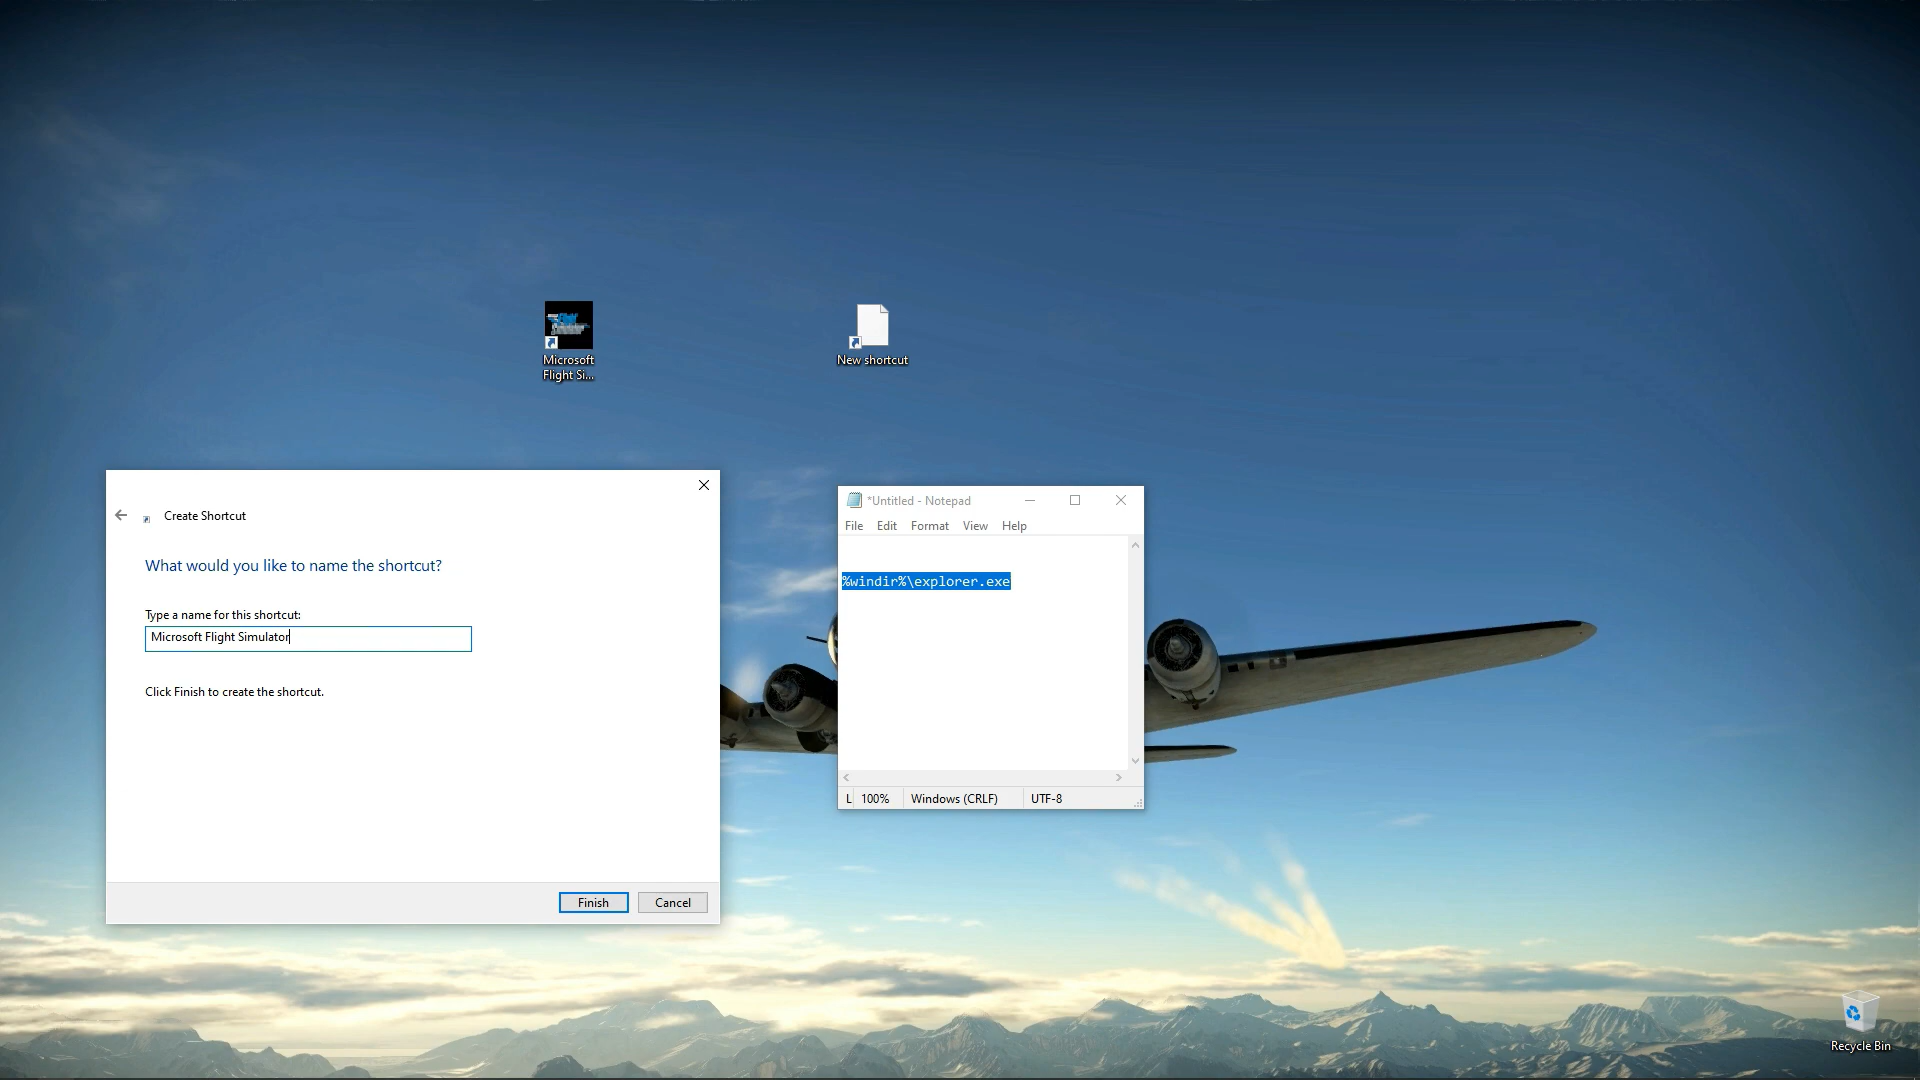 Microsoft
Flight Si...
New shortcut
Create Shortcut
What would you like to name the shortcut?
Type a name for this shortcut:
Microsoft Flight Simulator
Click Finish to create the shortcut.
Finish
Cancel
*Untitled - Notepad
File Edit Format View Help
%windir%\explorer.exe
L 100% Windows (CRLF) UTF-8
Recycle Bin